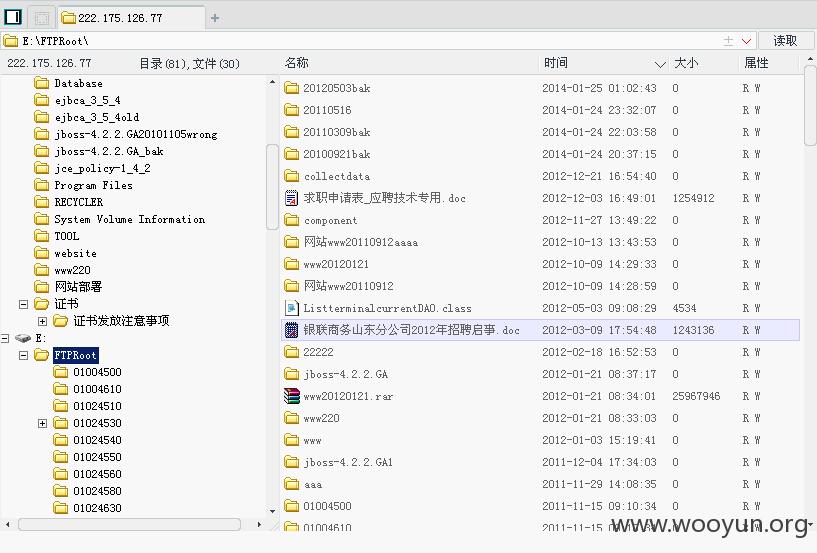 222.175.126.77
E:\FTPRoot\
读取
222.175.126.77 目录(81),文件(30)
名称 时间 大小 属性
Database
ejbca_3_5_4
ejbca_3_5_4old
jboss-4.2.2.GA20101105wrong
jboss-4.2.2.GA_bak
jce_policy-1_4_2
Program Files
RECYCLER
System Volume Information
TOOL
website
www220
网站部署
证书
证书发放注意事项
E:
FTPRoot
01004500
01004610
01024510
01024530
01024540
01024550
01024560
01024580
01024630
20120503bak 2014-01-25 01:02:43 0 R W
20110516 2014-01-24 23:32:07 0 R W
20110309bak 2014-01-24 22:03:58 0 R W
20100921bak 2014-01-24 20:37:15 0 R W
collectdata 2012-12-21 16:54:40 0 R W
求职申请表_应聘技术专用.doc 2012-12-03 16:49:01 1254912 R W
component 2012-11-27 13:49:22 0 R W
网站www20110912aaaa 2012-10-13 13:43:53 0 R W
www20120121 2012-10-09 14:29:33 0 R W
网站www20110912 2012-10-09 14:28:59 0 R W
ListterminalcurrentDAO.class 2012-05-03 09:08:29 4534 R W
银联商务山东分公司2012年招聘启事.doc 2012-03-09 17:54:48 1243136 R W
22222 2012-02-18 16:52:53 0 R W
jboss-4.2.2.GA 2012-01-21 08:37:17 0 R W
www20120121.rar 2012-01-21 08:34:01 25967946 R W
www220 2012-01-21 08:33:03 0 R W
www 2012-01-03 15:19:41 0 R W
jboss-4.2.2.GA1 2011-12-04 17:34:03 0 R W
aaa 2011-11-29 14:08:35 0 R W
01004500 2011-11-15 09:10:34 0 R W
01004610 2011-11-15
www.wooyun.org